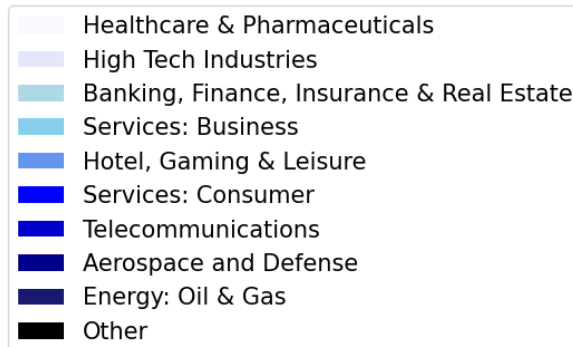 Healthcare & Pharmaceuticals
High Tech Industries
Banking, Finance, Insurance & Real Estate
Services: Business
Hotel, Gaming & Leisure
Services: Consumer
Telecommunications
Aerospace and Defense
Energy: Oil & Gas
Other